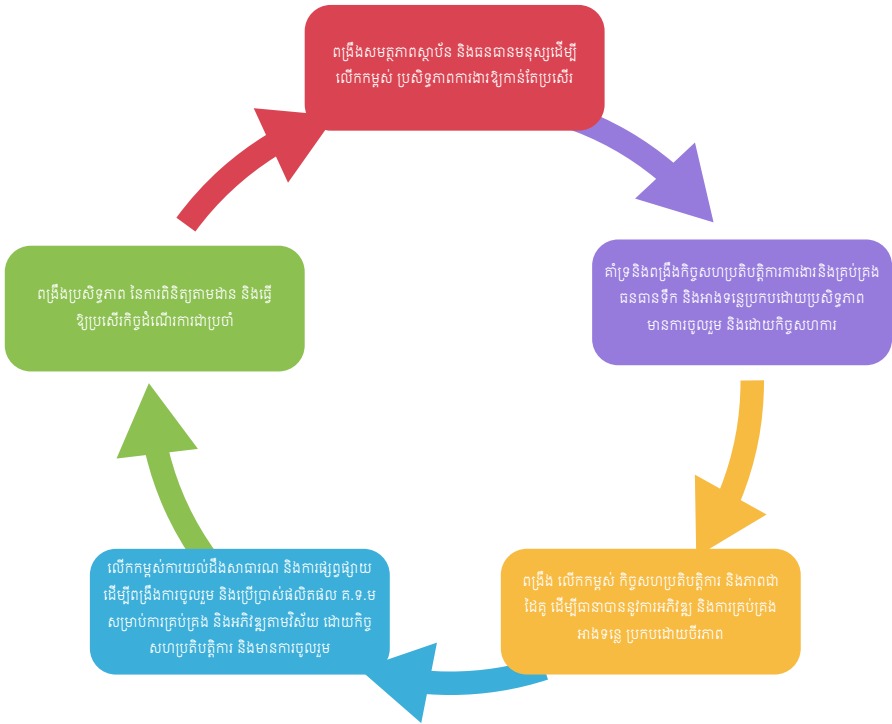 ពង្រឹងសមត្ថភាពស្ថាប័ន និងធនធានមនុស្សដើម្បី
លើកកម្ពស់ ប្រសិទ្ធភាពការងារឱ្យកាន់តែប្រសើរ
គាំទ្រនិងពង្រឹងកិច្ចសហប្រតិបត្តិការការងារនិងគ្រប់គ្រង
ធនធានទឹក និងអាងទន្លេប្រកបដោយប្រសិទ្ធភាព
មានការចូលរួម និងដោយកិច្ចសហការ
ពង្រឹង លើកកម្ពស់ កិច្ចសហប្រតិបត្តិការ និងភាពជា
ដៃគូ ដើម្បីធានាបាននូវការអភិវឌ្ឍ និងការគ្រប់គ្រង
អាងទន្លេ ប្រកបដោយចីរភាព
លើកកម្ពស់ការយល់ដឹងសាធារណ និងការផ្សព្វផ្សាយ
ដើម្បីពង្រឹងការចូលរួម និងប្រើប្រាស់ផលិតផល គ.ទ.ម
សម្រាប់ការគ្រប់គ្រង និងអភិវឌ្ឍតាមវិស័យ ដោយកិច្ច
សហប្រតិបត្តិការ និងមានការចូលរួម
ពង្រឹងប្រសិទ្ធភាព នៃការពិនិត្យតាមដាន និងធ្វើ
ឱ្យប្រសើរកិច្ចដំណើរការជាប្រចាំ